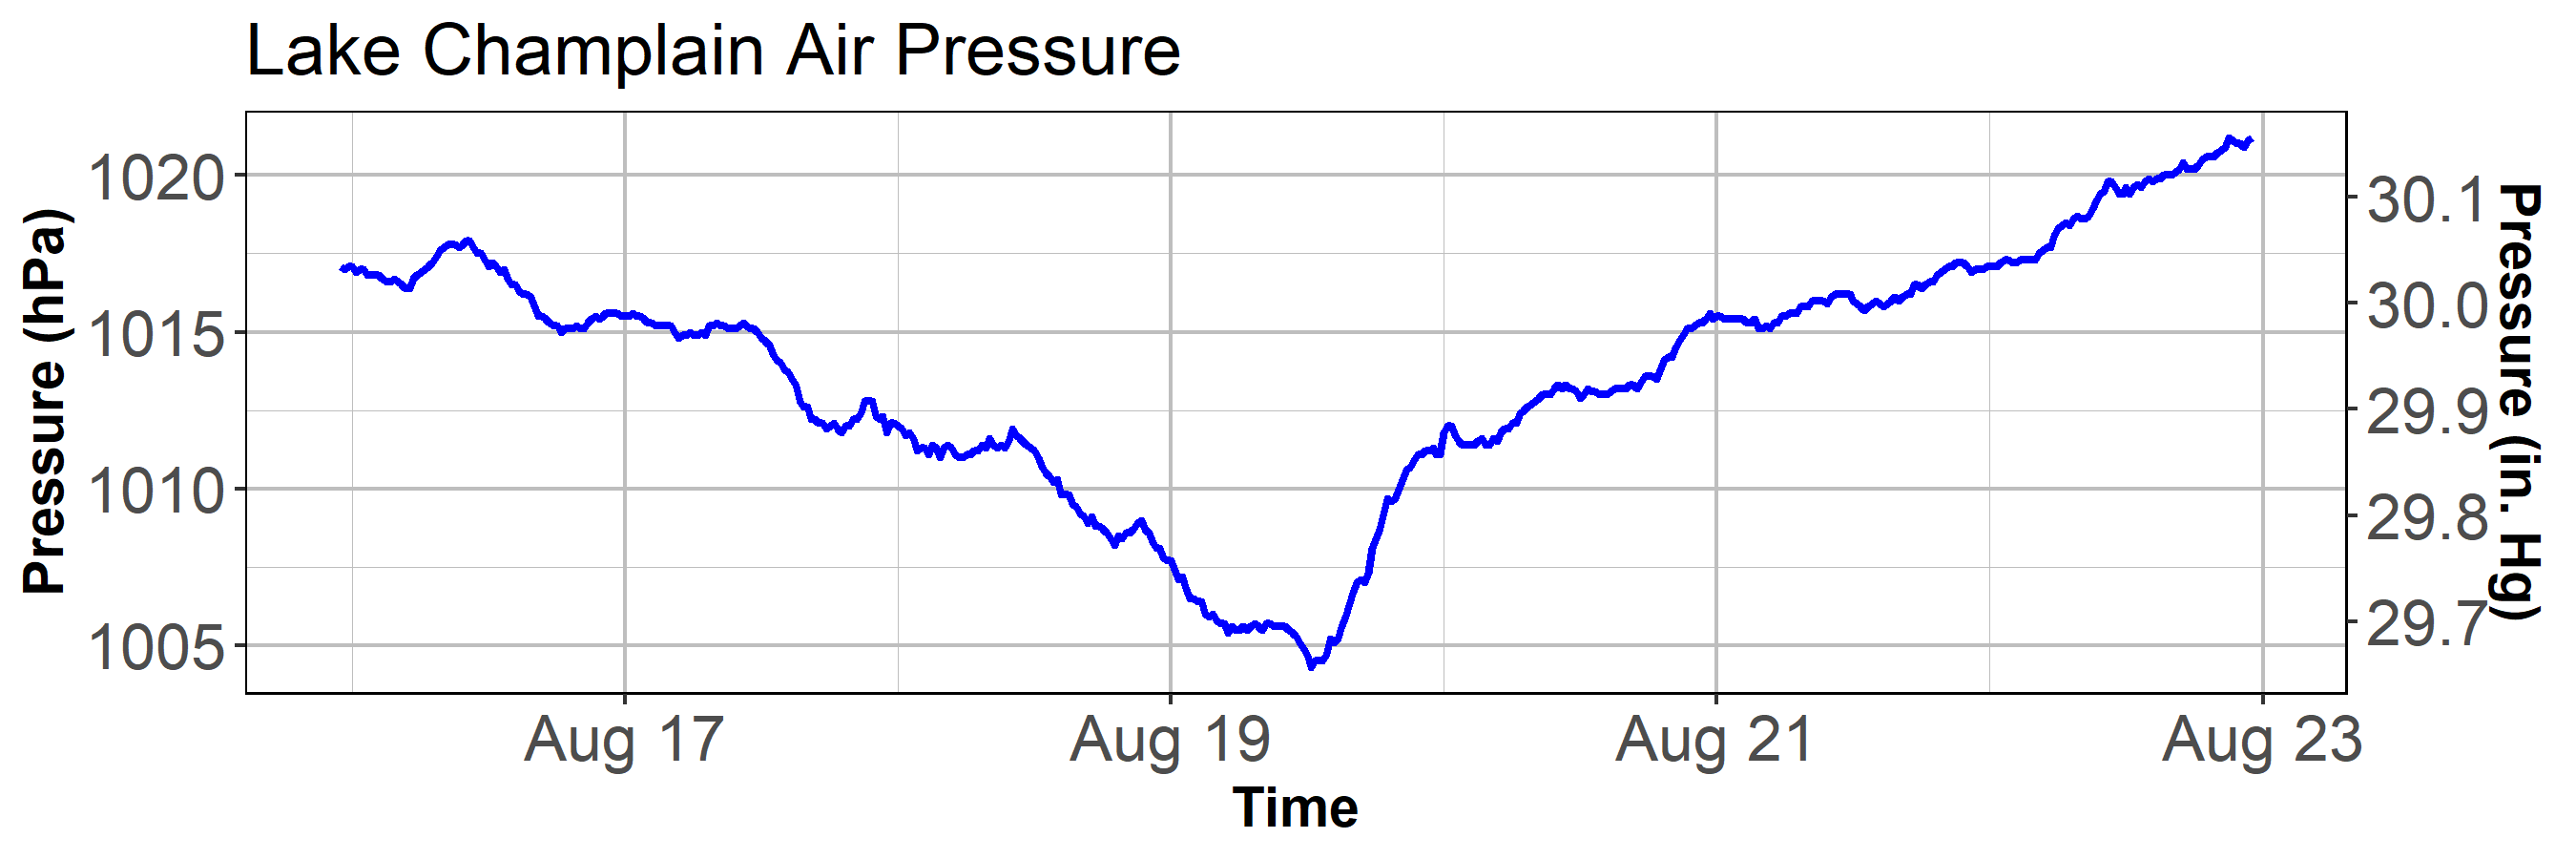 Lake Champlain Air Pressure
Pressure (hPa)
1020
1015
1010
1005
30.1
30.0
29.9
29.8
29.7
Pressure (in. Hg)
Aug 17
Aug 19
Aug 21
Aug 23
Time